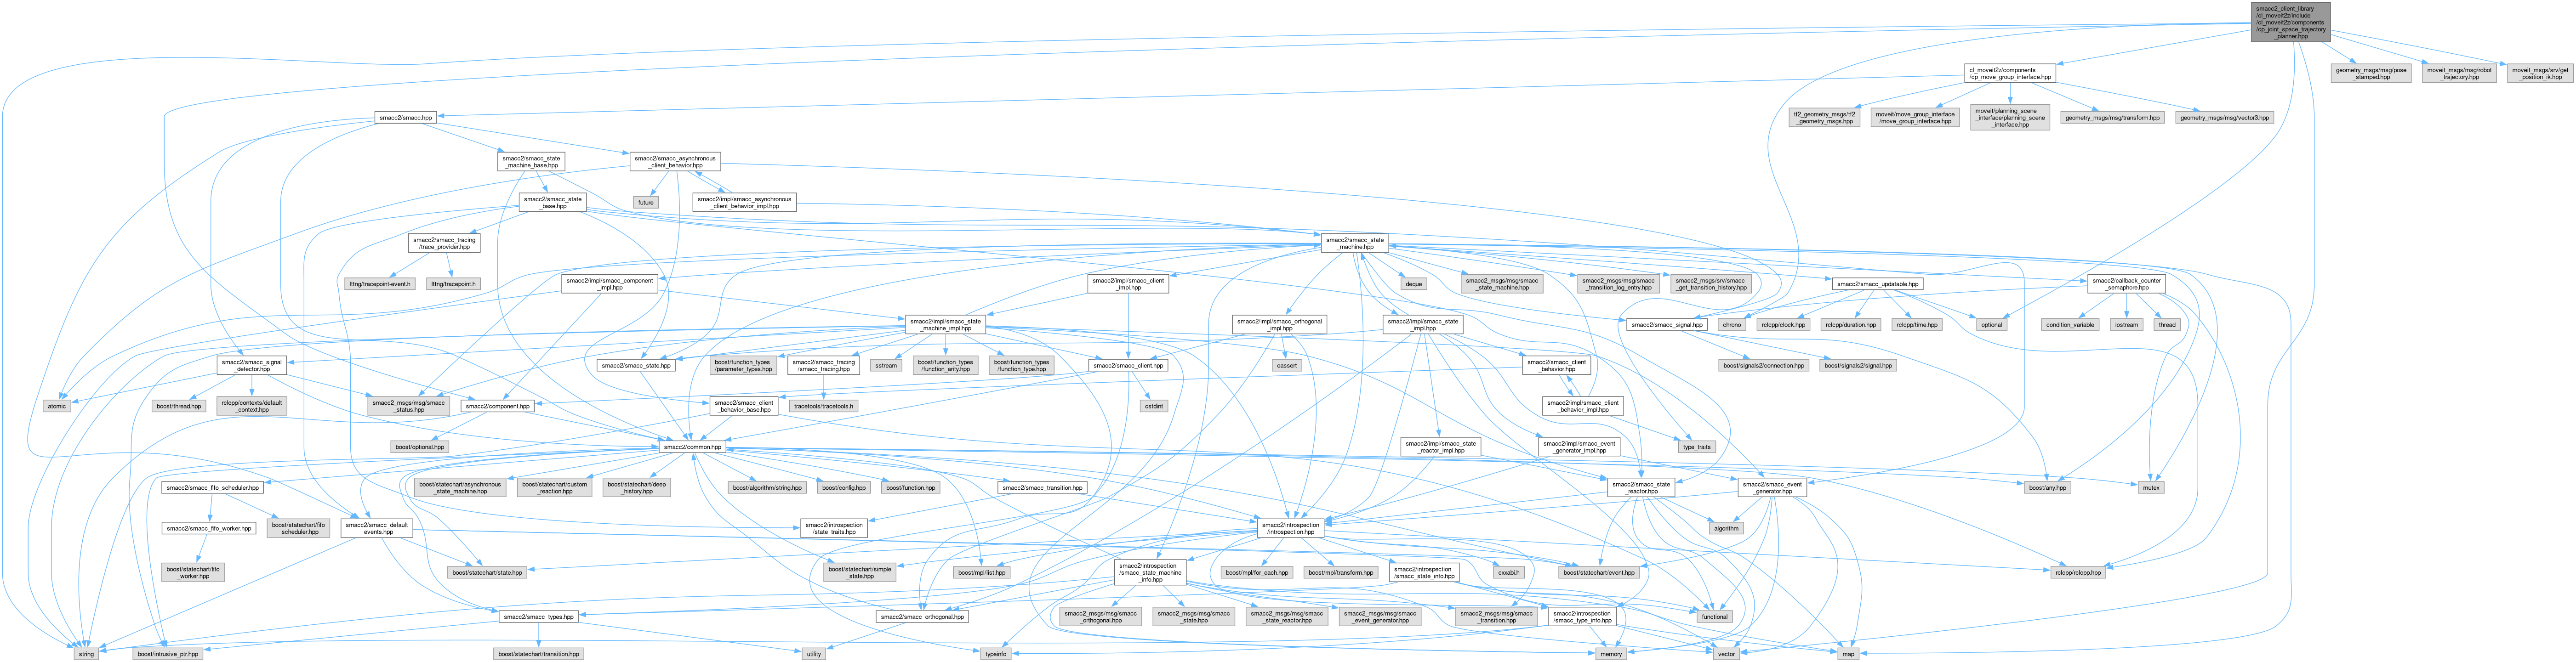 smacc2_client_library
/cl_moveit2z/include
/cl_moveit2z/components
/cp_joint_space_trajectory
_planner.hpp
cl_moveit2z/components
/cp_move_group_interface.hpp
geometry_msgs/msg/pose
_stamped.hpp
moveit_msgs/msg/robot
_trajectory.hpp
moveit_msgs/srv/get
_position_ik.hpp
smacc2/smacc.hpp
tf2_geometry_msgs/tf2
_geometry_msgs.hpp
moveit/move_group_interface
/move_group_interface.hpp
moveit/planning_scene
_interface/planning_scene
_interface.hpp
geometry_msgs/msg/transform.hpp
geometry_msgs/msg/vector3.hpp
smacc2/smacc_state
_machine_base.hpp
smacc2/smacc_asynchronous
_client_behavior.hpp
smacc2/smacc_state
_base.hpp
future
smacc2/impl/smacc_asynchronous
_client_behavior_impl.hpp
smacc2/smacc_tracing
/trace_provider.hpp
smacc2/smacc_state
_machine.hpp
lttng/tracepoint-event.h
lttng/tracepoint.h
smacc2/impl/smacc_component
_impl.hpp
smacc2/impl/smacc_client
_impl.hpp
deque
smacc2_msgs/msg/smacc
_state_machine.hpp
smacc2_msgs/msg/smacc
_transition_log_entry.hpp
smacc2_msgs/srv/smacc
_get_transition_history.hpp
smacc2/smacc_updatable.hpp
smacc2/callback_counter
_semaphore.hpp
smacc2/impl/smacc_state
_machine_impl.hpp
smacc2/impl/smacc_orthogonal
_impl.hpp
smacc2/impl/smacc_state
_impl.hpp
smacc2/smacc_signal.hpp
chrono
rclcpp/clock.hpp
rclcpp/duration.hpp
rclcpp/time.hpp
optional
condition_variable
iostream
thread
smacc2/smacc_signal
_detector.hpp
smacc2/smacc_state.hpp
boost/function_types
/parameter_types.hpp
smacc2/smacc_tracing
/smacc_tracing.hpp
sstream
boost/function_types
/function_arity.hpp
boost/function_types
/function_type.hpp
smacc2/smacc_client.hpp
cassert
smacc2/smacc_client
_behavior.hpp
boost/signals2/connection.hpp
boost/signals2/signal.hpp
atomic
boost/thread.hpp
rclcpp/contexts/default
_context.hpp
smacc2_msgs/msg/smacc
_status.hpp
smacc2/component.hpp
smacc2/smacc_client
_behavior_base.hpp
tracetools/tracetools.h
cstdint
smacc2/impl/smacc_client
_behavior_impl.hpp
boost/optional.hpp
smacc2/common.hpp
smacc2/impl/smacc_state
_reactor_impl.hpp
smacc2/impl/smacc_event
_generator_impl.hpp
type_traits
smacc2/smacc_fifo_scheduler.hpp
boost/statechart/asynchronous
_state_machine.hpp
boost/statechart/custom
_reaction.hpp
boost/statechart/deep
_history.hpp
boost/algorithm/string.hpp
boost/config.hpp
boost/function.hpp
smacc2/smacc_transition.hpp
smacc2/smacc_state
_reactor.hpp
smacc2/smacc_event
_generator.hpp
boost/any.hpp
mutex
smacc2/smacc_fifo_worker.hpp
boost/statechart/fifo
_scheduler.hpp
smacc2/smacc_default
_events.hpp
smacc2/introspection
/state_traits.hpp
smacc2/introspection
/introspection.hpp
algorithm
boost/statechart/fifo
_worker.hpp
boost/statechart/state.hpp
boost/statechart/simple
_state.hpp
boost/mpl/list.hpp
smacc2/introspection
/smacc_state_machine
_info.hpp
boost/mpl/for_each.hpp
boost/mpl/transform.hpp
smacc2/introspection
/smacc_state_info.hpp
cxxabi.h
boost/statechart/event.hpp
rclcpp/rclcpp.hpp
smacc2/smacc_types.hpp
smacc2/smacc_orthogonal.hpp
smacc2_msgs/msg/smacc
_orthogonal.hpp
smacc2_msgs/msg/smacc
_state.hpp
smacc2_msgs/msg/smacc
_state_reactor.hpp
smacc2_msgs/msg/smacc
_event_generator.hpp
smacc2_msgs/msg/smacc
_transition.hpp
smacc2/introspection
/smacc_type_info.hpp
functional
string
boost/intrusive_ptr.hpp
boost/statechart/transition.hpp
utility
typeinfo
memory
vector
map